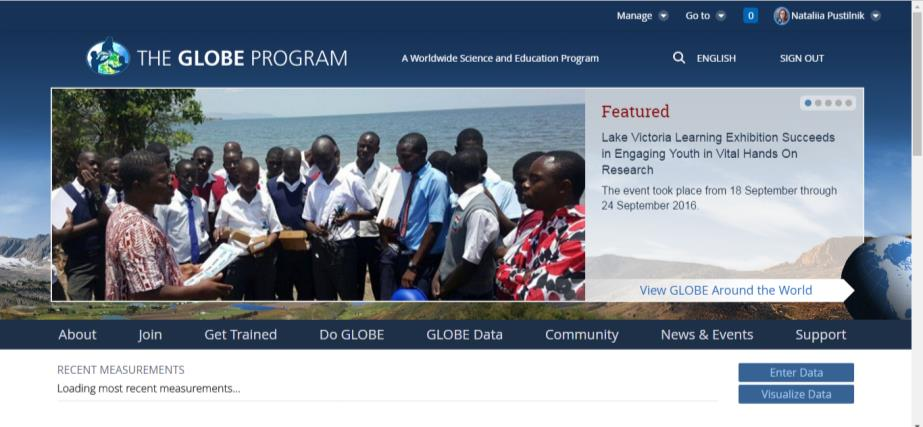 Manage Go to 0 Nataliia Pustilnik
THE GLOBE PROGRAM A Worldwide Science and Education Program ENGLISH SIGN OUT
Featured
Lake Victoria Learning Exhibition Succeeds
in Engaging Youth in Vital Hands On
Research
The event took place from 18 September through
24 September 2016.
View GLOBE Around the World
About Join Get Trained Do GLOBE GLOBE Data Community News & Events Support
RECENT MEASUREMENTS
Loading most recent measurements...
Enter Data
Visualize Data